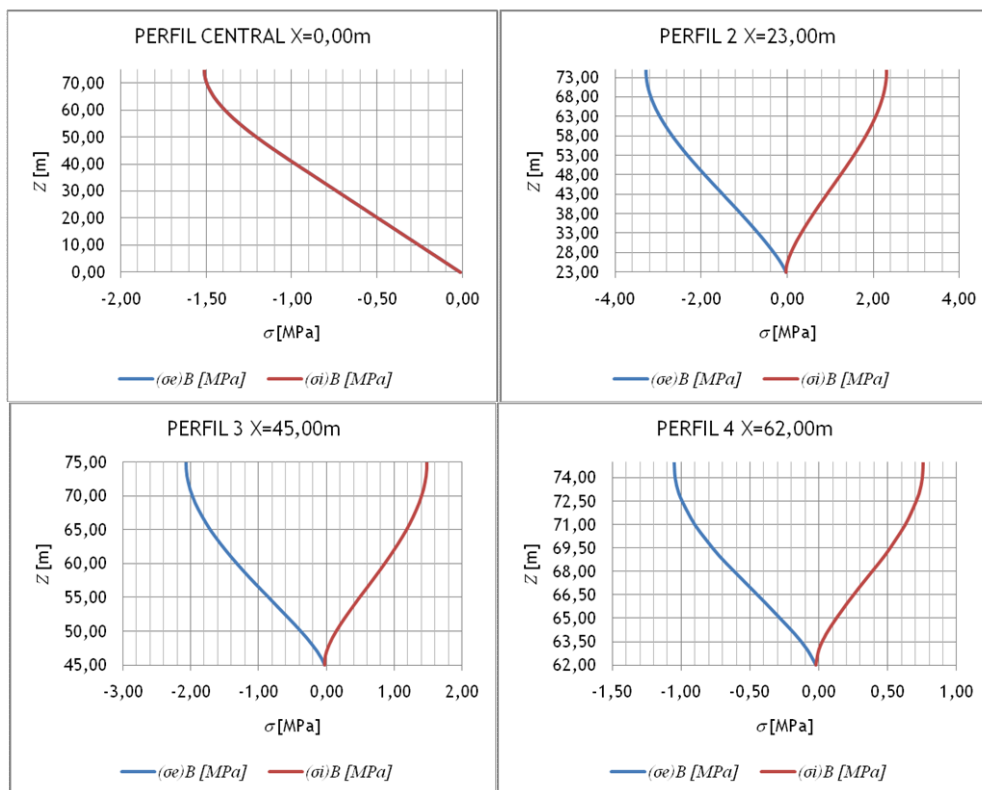 PERFIL CENTRAL X=0,00m
Z [m]
70,00
60,00
50,00
40,00
30,00
20,00
10,00
0,00
-2,00 -1,50 -1,00 -0,50 0,00
σ [MPa]
(σe)B [MPa] (σi)B [MPa]
PERFIL 2 X=23,00m
Z [m]
73,00
68,00
63,00
58,00
53,00
48,00
43,00
38,00
33,00
28,00
23,00
-4,00 -2,00 0,00 2,00 4,00
σ [MPa]
(σe)B [MPa] (σi)B [MPa]
PERFIL 3 X=45,00m
Z [m]
75,00
70,00
65,00
60,00
55,00
50,00
45,00
-3,00 -2,00 -1,00 0,00 1,00 2,00
σ [MPa]
(σe)B [MPa] (σi)B [MPa]
PERFIL 4 X=62,00m
Z [m]
74,00
72,50
71,00
69,50
68,00
66,50
65,00
63,50
62,00
-1,50 -1,00 -0,50 0,00 0,50 1,00
σ [MPa]
(σe)B [MPa] (σi)B [MPa]